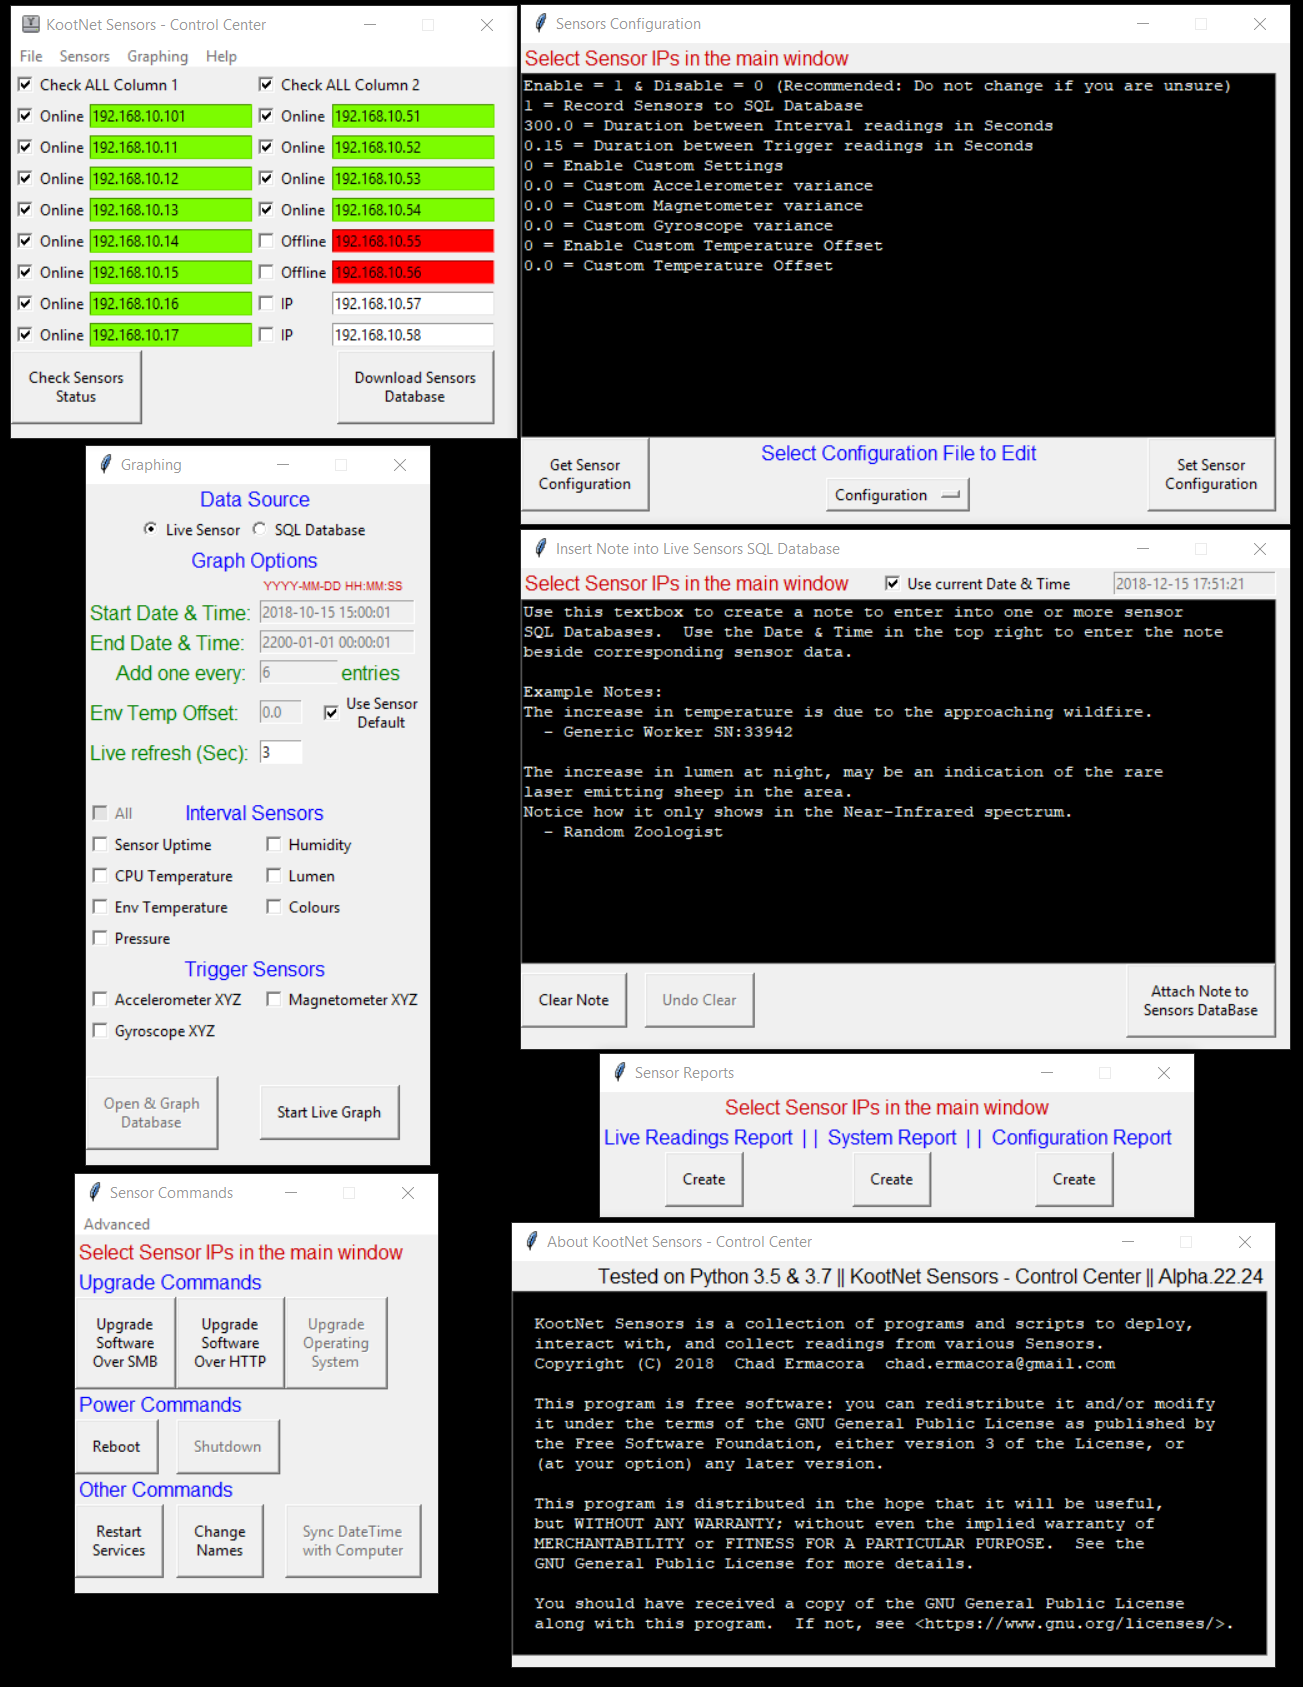 KootNet Sensors - Control Center
File Sensors Graphing Help
Check ALL Column 1 Check ALL Column 2
Online 192.168.10.101 Online 192.168.10.51
Online 192.168.10.11 Online 192.168.10.52
Online 192.168.10.12 Online 192.168.10.53
Online 192.168.10.13 Online 192.168.10.54
Online 192.168.10.14 Offline 192.168.10.55
Online 192.168.10.15 Offline 192.168.10.56
Online 192.168.10.16 IP 192.168.10.57
Online 192.168.10.17 IP 192.168.10.58
Check Sensors
Status
Download Sensors
Database
Sensors Configuration
Select Sensor IPs in the main window
Enable = 1 & Disable = 0 (Recommended: Do not change if you are unsure)
1 = Record Sensors to SQL Database
300.0 = Duration between Interval readings in Seconds
0.15 = Duration between Trigger readings in Seconds
0 = Enable Custom Settings
0.0 = Custom Accelerometer variance
0.0 = Custom Magnetometer variance
0.0 = Custom Gyroscope variance
0 = Enable Custom Temperature Offset
0.0 = Custom Temperature Offset
Get Sensor
Configuration
Select Configuration File to Edit
Configuration
Set Sensor
Configuration
Graphing
Data Source
Live Sensor SQL Database
Graph Options
YYYY-MM-DD HH:MM:SS
Start Date & Time: 2018-10-15 15:00:01
End Date & Time: 2200-01-01 00:00:01
Add one every: 6 entries
Env Temp Offset: 0.0 Use Sensor
Default
Live refresh (Sec): 3
All Interval Sensors
Sensor Uptime Humidity
CPU Temperature Lumen
Env Temperature Colours
Pressure
Trigger Sensors
Accelerometer XYZ Magnetometer XYZ
Gyroscope XYZ
Open & Graph
Database
Start Live Graph
Insert Note into Live Sensors SQL Database
Select Sensor IPs in the main window Use current Date & Time 2018-12-15 17:51:21
Use this textbox to create a note to enter into one or more sensor
SQL Databases. Use the Date & Time in the top right to enter the note
beside corresponding sensor data.
Example Notes:
The increase in temperature is due to the approaching wildfire.
- Generic Worker SN:33942
The increase in lumen at night, may be an indication of the rare
laser emitting sheep in the area.
Notice how it only shows in the Near-Infrared spectrum.
- Random Zoologist
Clear Note Undo Clear
Attach Note to
Sensors DataBase
Sensor Reports
Select Sensor IPs in the main window
Live Readings Report || System Report || Configuration Report
Create Create Create
Sensor Commands
Advanced
Select Sensor IPs in the main window
Upgrade Commands
Upgrade
Software
Over SMB
Upgrade
Software
Over HTTP
Upgrade
Operating
System
Power Commands
Reboot Shutdown
Other Commands
Restart
Services
Change
Names
Sync DateTime
with Computer
About KootNet Sensors - Control Center
Tested on Python 3.5 & 3.7 || KootNet Sensors - Control Center || Alpha.22.24
KootNet Sensors is a collection of programs and scripts to deploy,
interact with, and collect readings from various Sensors.
Copyright (C) 2018 Chad Ermacora chad.ermacora@gmail.com
This program is free software: you can redistribute it and/or modify
it under the terms of the GNU General Public License as published by
the Free Software Foundation, either version 3 of the License, or
(at your option) any later version.
This program is distributed in the hope that it will be useful,
but WITHOUT ANY WARRANTY; without even the implied warranty of
MERCHANTABILITY or FITNESS FOR A PARTICULAR PURPOSE. See the
GNU General Public License for more details.
You should have received a copy of the GNU General Public License
along with this program. If not, see <https://www.gnu.org/licenses/>.